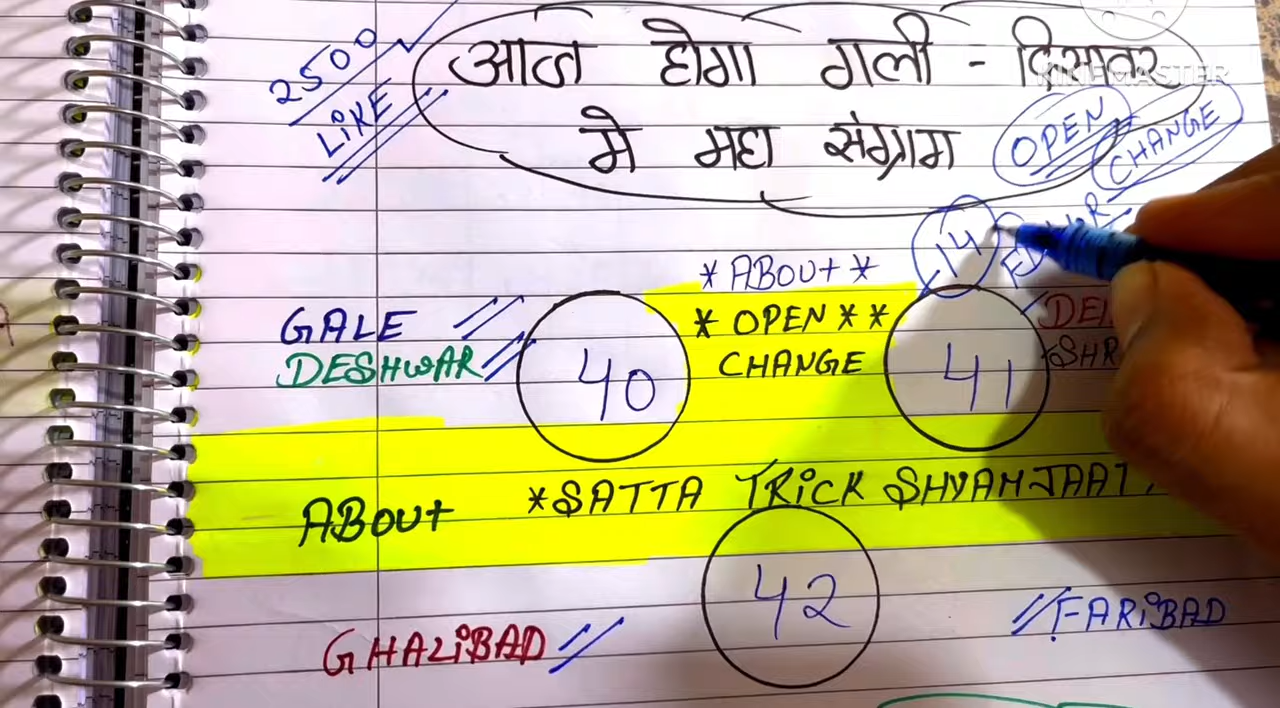 2500
LIKE
आज होगा गली - दिसावर
मे महा संग्राम
KINEMASTER
OPEN
CHANGE
14
*ABOUT*
GALE
DESHWAR
40
* OPEN **
CHANGE
41
ABOUT
*SATTA TRICK SHYAMJAAT
42
GHALIBAD
FARIBAD